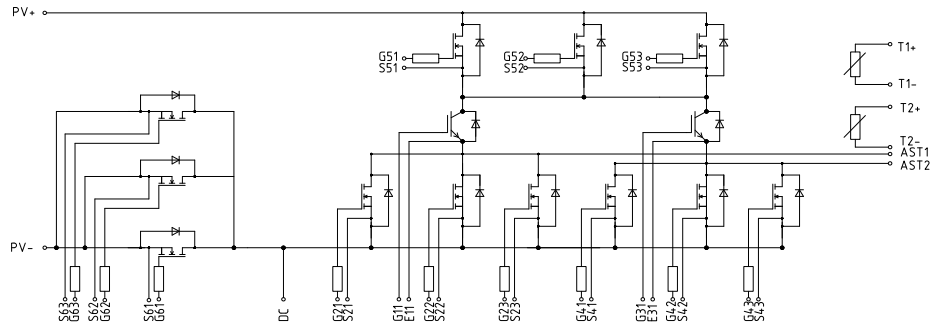 PV+
G51
S51
G52
S52
G53
S53
T1+
T1-
T2+
T2-
AST1
AST2
PV-
S63
G63
S62
G62
S61
G61
DC
G21
S21
G11
E11
G22
S22
G23
S23
G41
S41
G31
E31
G42
S42
G43
S43